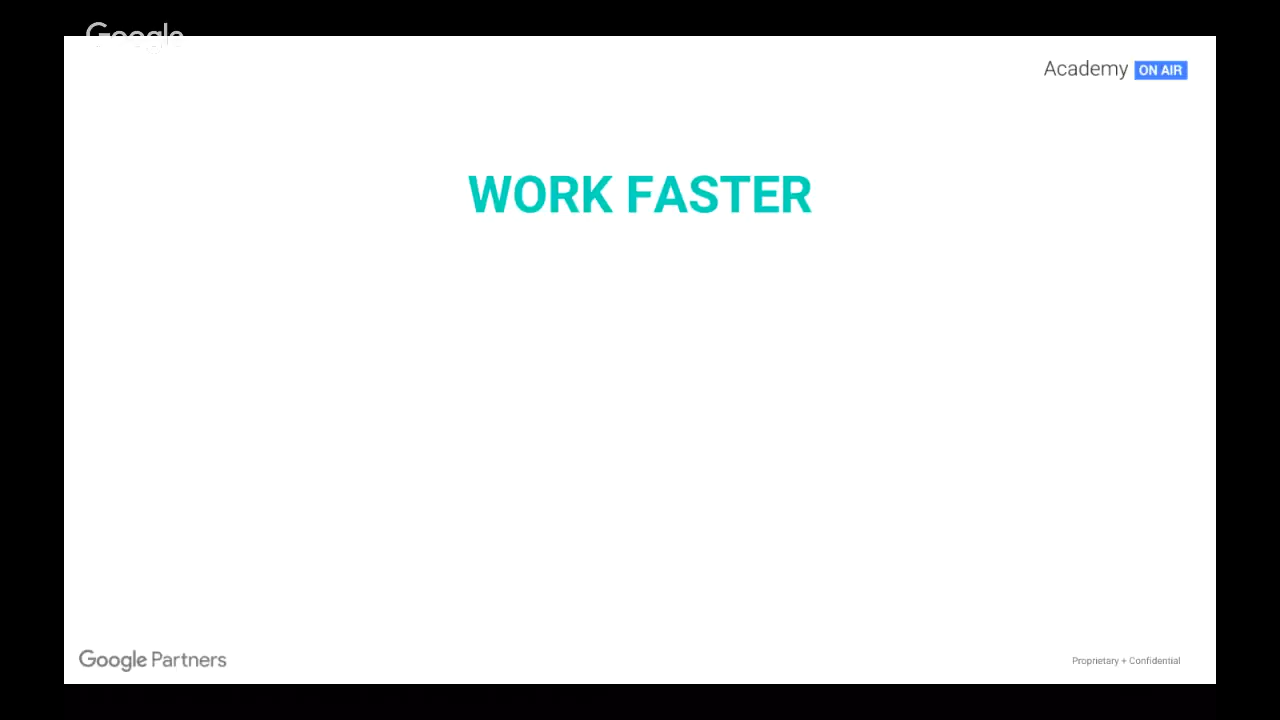 Google
Academy ON AIR
WORK FASTER
Google Partners
Proprietary + Confidential